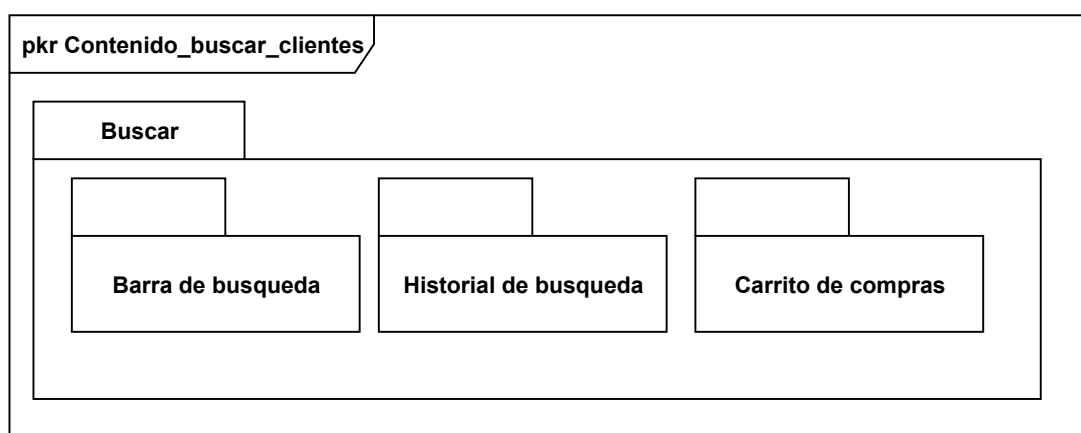 pkr Contenido_buscar_clientes
Buscar
Barra de busqueda
Historial de busqueda
Carrito de compras